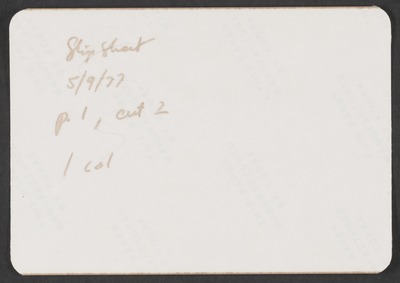 Slip Sheet
5/9/77
p. 1, cut 2
1 col